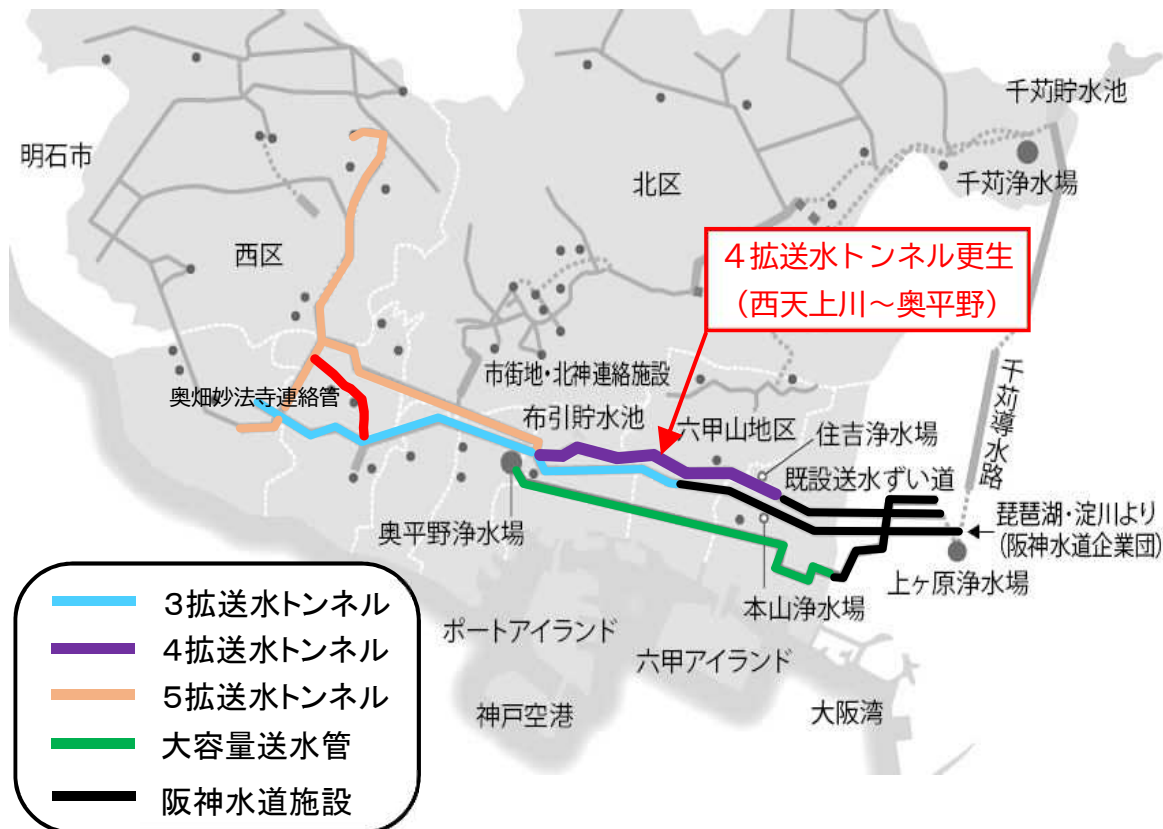 千苅貯水池
明石市
千苅浄水場
北区
西区
４拡送水トンネル更生
（西天上川～奥平野）
千苅導水路
市街地・北神連絡施設
奥畑妙法寺連絡管
布引貯水池
六甲山地区
住吉浄水場
既設送水ずい道
琵琶湖・淀川より
(阪神水道企業団)
奥平野浄水場
上ヶ原浄水場
本山浄水場
ポートアイランド
六甲アイランド
神戸空港
大阪湾
３拡送水トンネル
４拡送水トンネル
５拡送水トンネル
大容量送水管
阪神水道施設